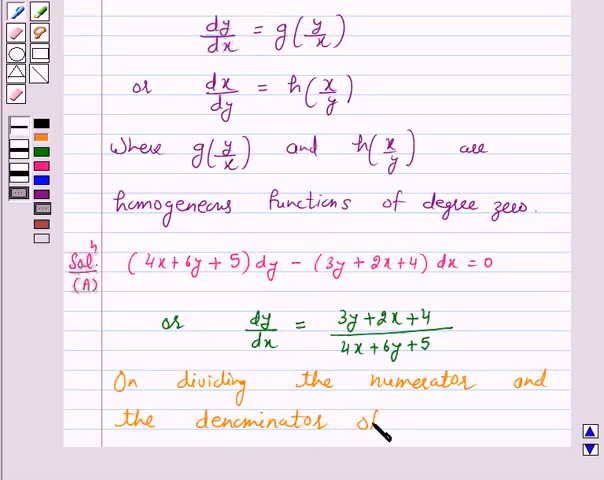 dy/dx = g(y/x)
or dx/dy = h(x/y)
where g(y/x) and h(x/y) are
homogeneous functions of degree zero.
Solⁿ (A) (4x+6y+5)dy - (3y+2x+4)dx=0
or dy/dx = 3y+2x+4/4x+6y+5
On dividing the numerator and
the dencminator of